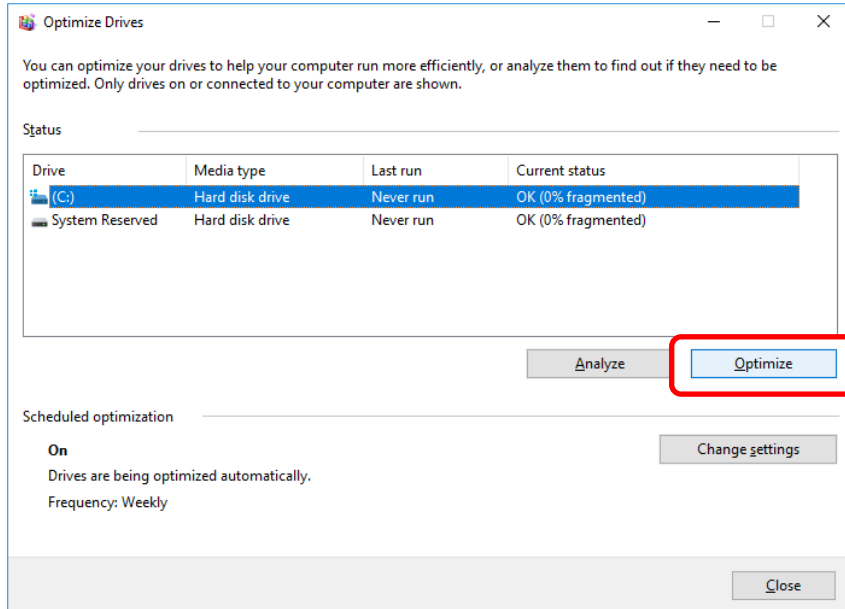 Optimize Drives
You can optimize your drives to help your computer run more efficiently, or analyze them to find out if they need to be
optimized. Only drives on or connected to your computer are shown.
Status
Drive Media type Last run Current status
(C:) Hard disk drive Never run OK (0% fragmented)
System Reserved Hard disk drive Never run OK (0% fragmented)
Analyze Optimize
Scheduled optimization
On Change settings
Drives are being optimized automatically.
Frequency: Weekly
Close